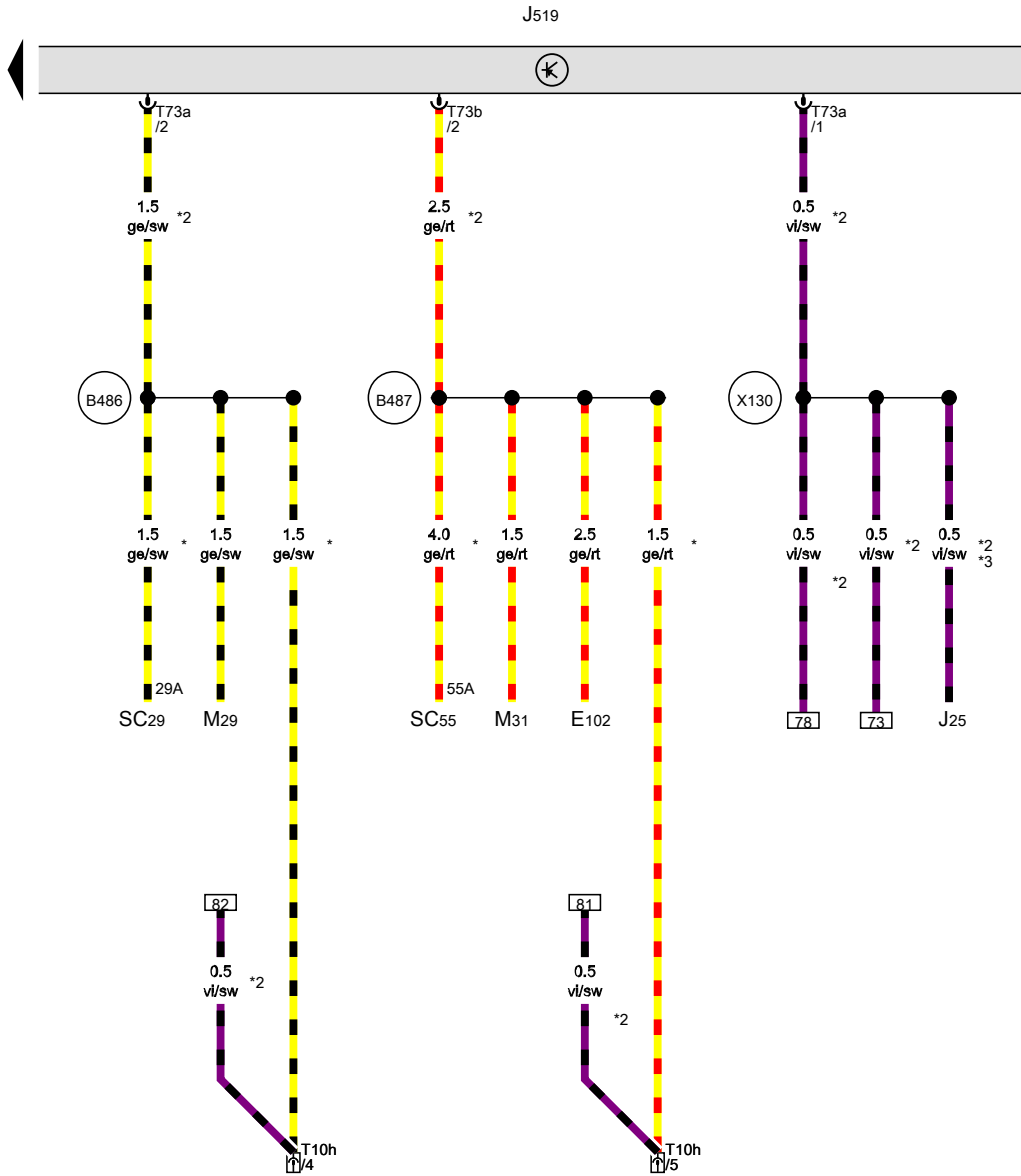 J519
T73a
/2
T73b
/2
T73a
/1
1.5
ge/sw
*2
2.5
ge/rt
*2
0.5
vi/sw
*2
B486
B487
X130
1.5
ge/sw
*
1.5
ge/sw
1.5
ge/sw
*
4.0
ge/rt
*
1.5
ge/rt
2.5
ge/rt
1.5
ge/rt
*
0.5
vi/sw
*2
0.5
vi/sw
*2
0.5
vi/sw
*2
*3
29A
55A
SC29
M29
SC55
M31
E102
78
73
J25
82
81
0.5
vi/sw
*2
0.5
vi/sw
*2
T10h
/4
T10h
/5